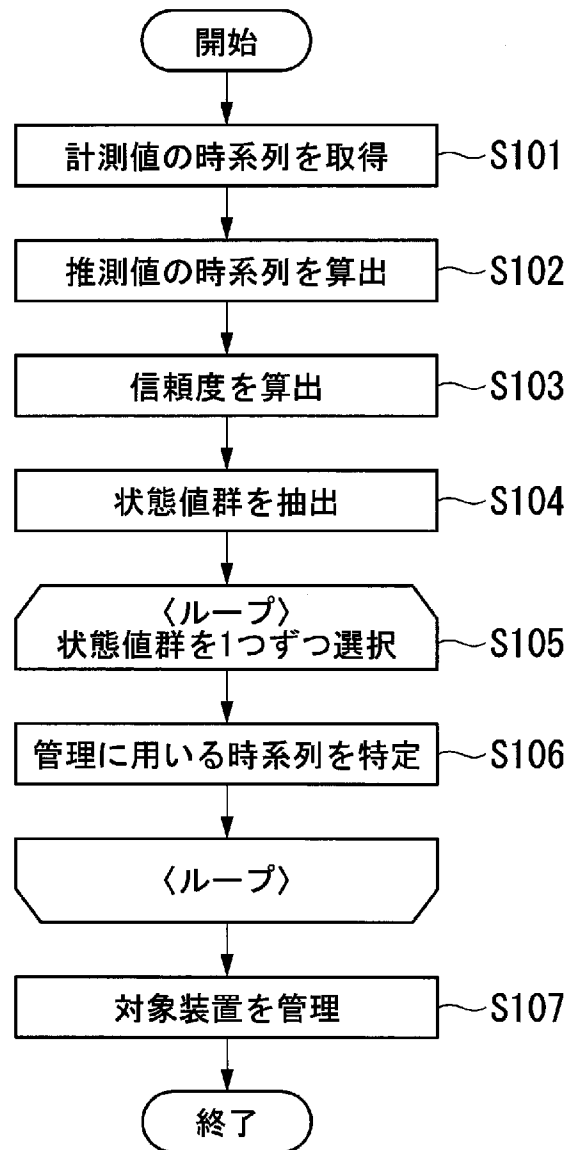 開始
計測値の時系列を取得
S101
推測値の時系列を算出
S102
信頼度を算出
S103
状態値群を抽出
S104
〈ループ〉
状態値群を1つずつ選択
S105
管理に用いる時系列を特定
S106
〈ループ〉
対象装置を管理
S107
終了